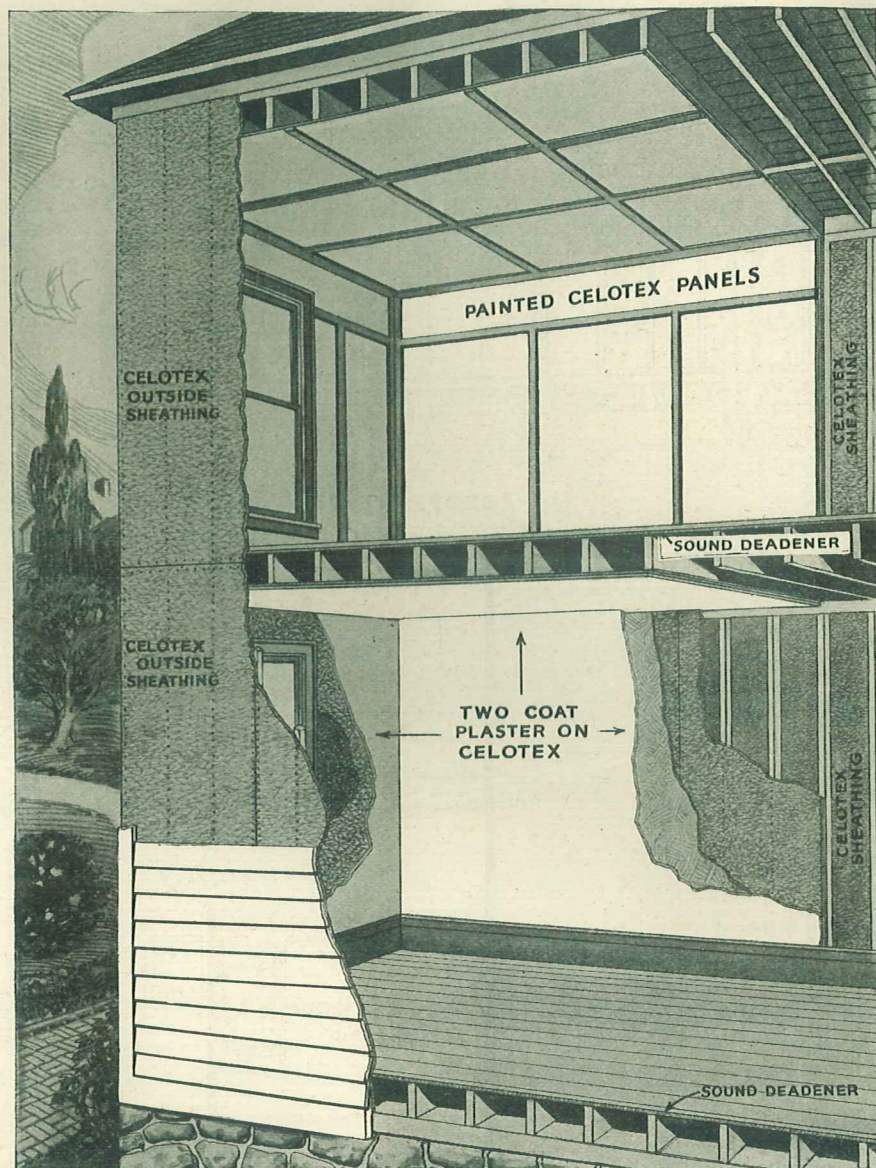 PAINTED CELOTEX PANELS
CELOTEX
OUTSIDE
SHEATHING
CELOTEX
SHEATHING
SOUND DEADENER
CELOTEX
OUTSIDE
SHEATHING
TWO COAT
PLASTER ON
CELOTEX
CELOTEX
SHEATHING
SOUND DEADENER